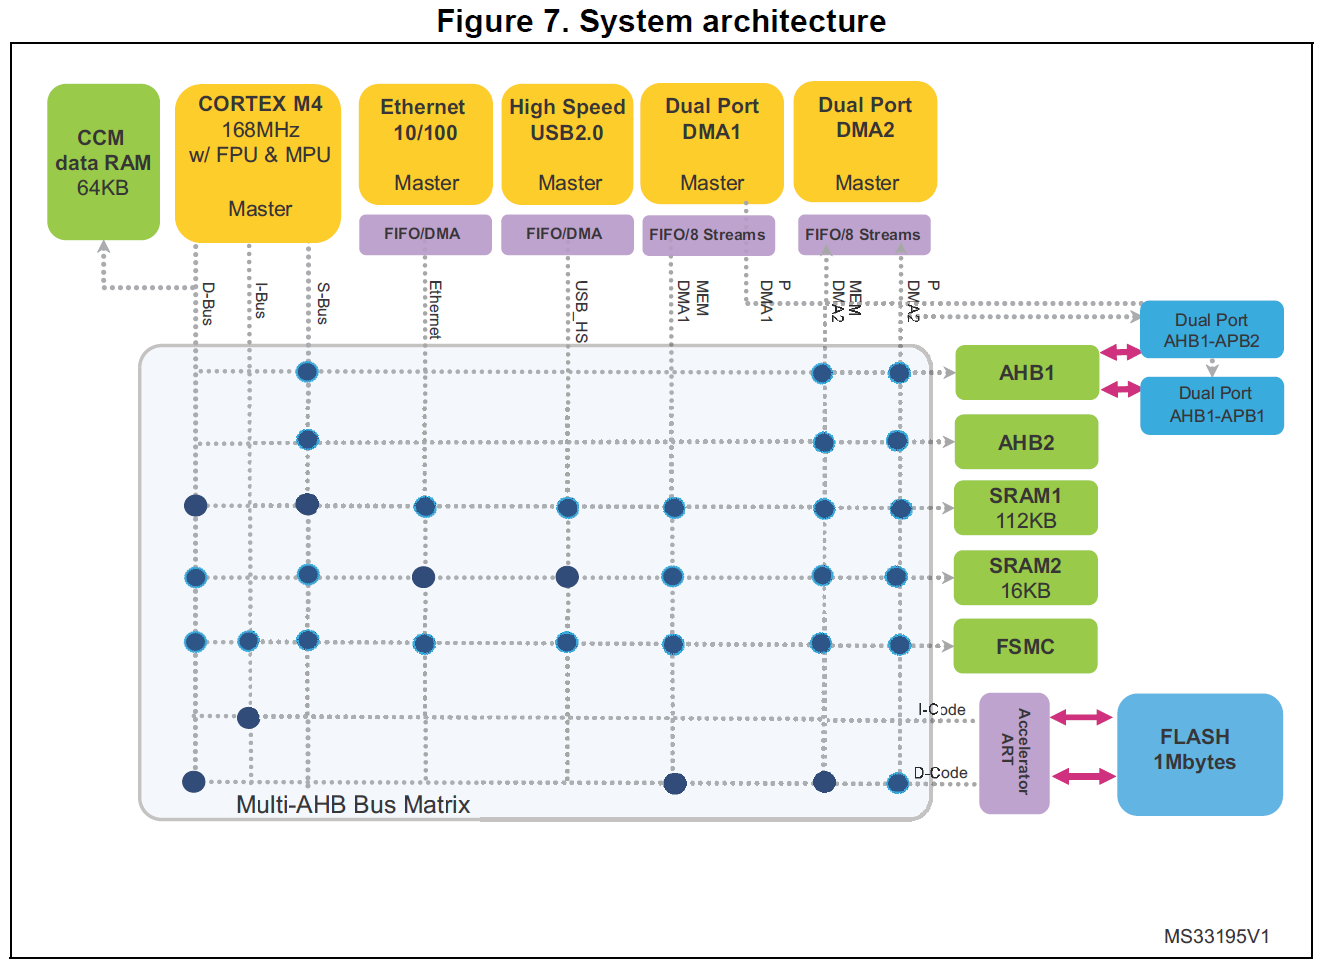 Figure 7. System architecture
CCM
data RAM
64KB
CORTEX M4
168MHz
w/ FPU & MPU
Master
Ethernet
10/100
Master
High Speed
USB2.0
Master
Dual Port
DMA1
Master
Dual Port
DMA2
Master
FIFO/DMA
FIFO/DMA
FIFO/8 Streams
FIFO/8 Streams
D-Bus
I-Bus
S-Bus
Ethernet
USB_HS
MEM
DMA1
P
DMA1
MEM
DMA2
P
DMA2
Dual Port
AHB1-APB2
Dual Port
AHB1-APB1
AHB1
AHB2
SRAM1
112KB
SRAM2
16KB
FSMC
I-Code
D-Code
Accelerator
ART
FLASH
1Mbytes
Multi-AHB Bus Matrix
MS33195V1